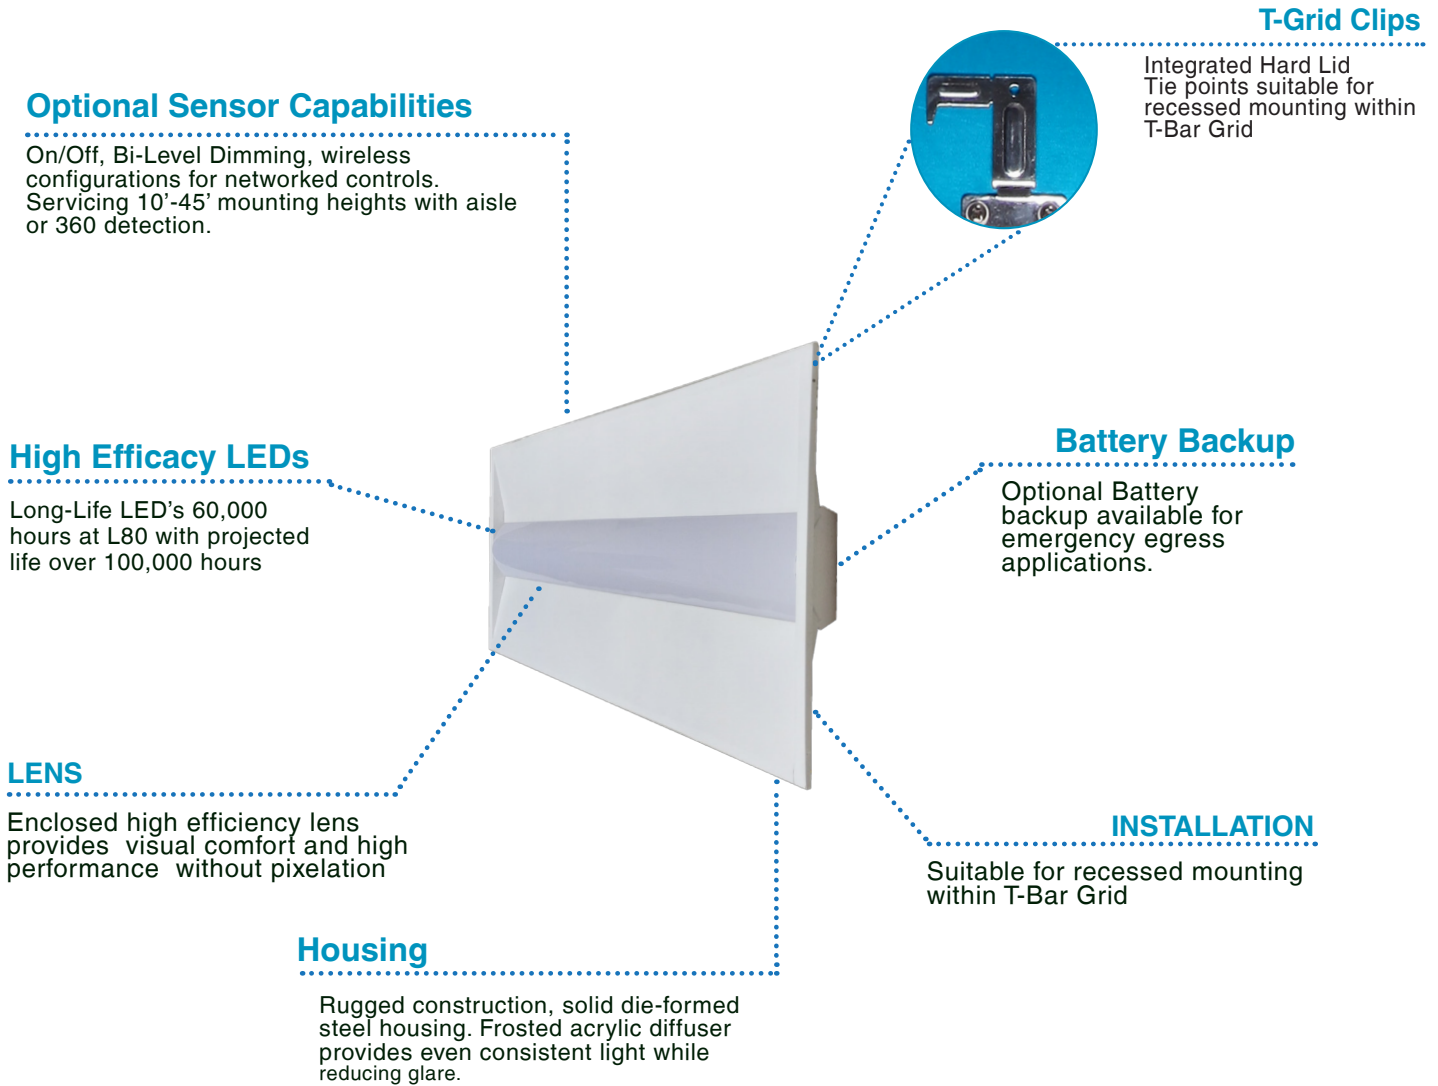 T-Grid Clips
Integrated Hard Lid
Tie points suitable for
recessed mounting within
T-Bar Grid
Optional Sensor Capabilities
On/Off, Bi-Level Dimming, wireless
configurations for networked controls.
Servicing 10’-45’ mounting heights with aisle
or 360 detection.
High Efficacy LEDs
Long-Life LED’s 60,000
hours at L80 with projected
life over 100,000 hours
Battery Backup
Optional Battery
backup available for
emergency egress
applications.
LENS
Enclosed high efficiency lens
provides  visual comfort and high
performance  without pixelation
INSTALLATION
Suitable for recessed mounting
within T-Bar Grid
Housing
Rugged construction, solid die-formed
steel housing. Frosted acrylic diffuser
provides even consistent light while
reducing glare.